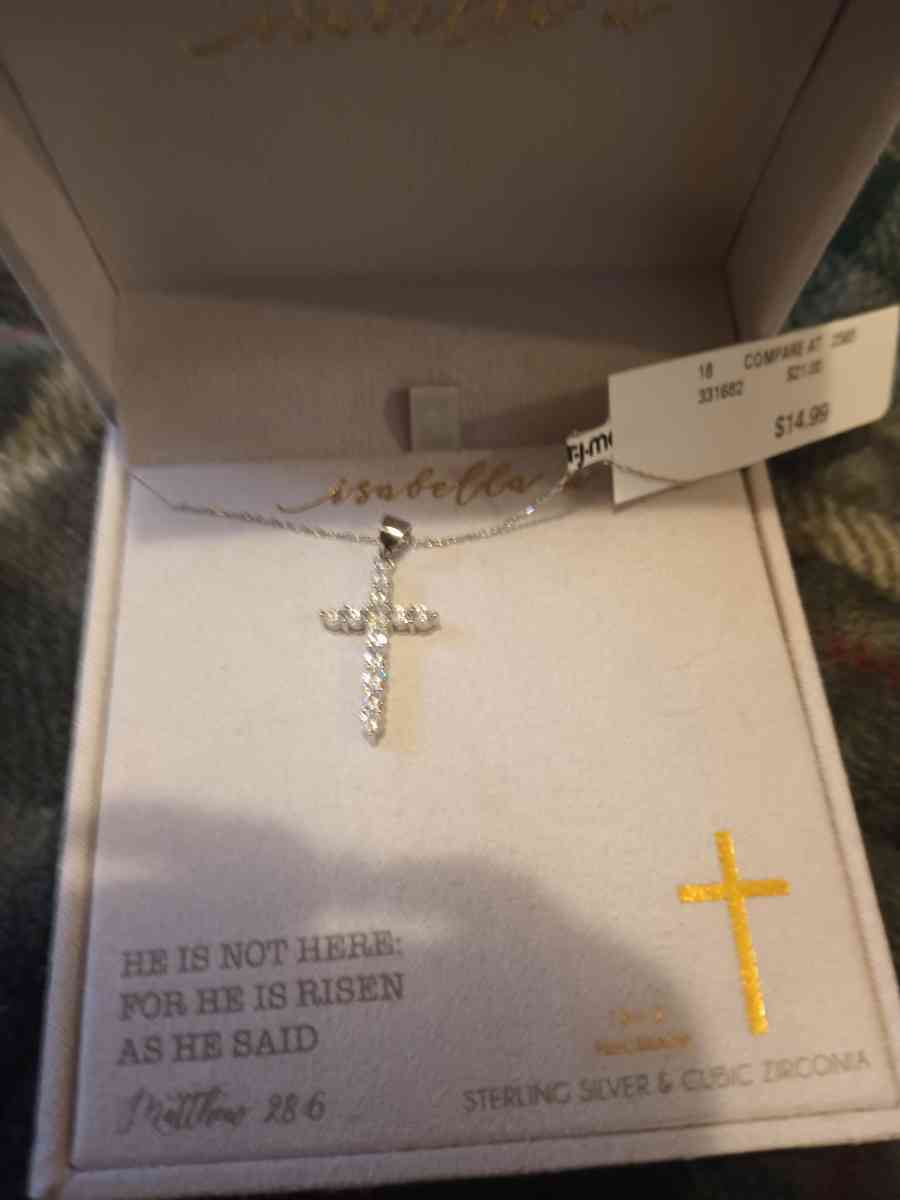 18 COMPARE AT
331682 $21.00
$14.99
isabella
HE IS NOT HERE:
FOR HE IS RISEN
AS HE SAID
Matthew 28:6
STERLING SILVER & CUBIC ZIRCONIA